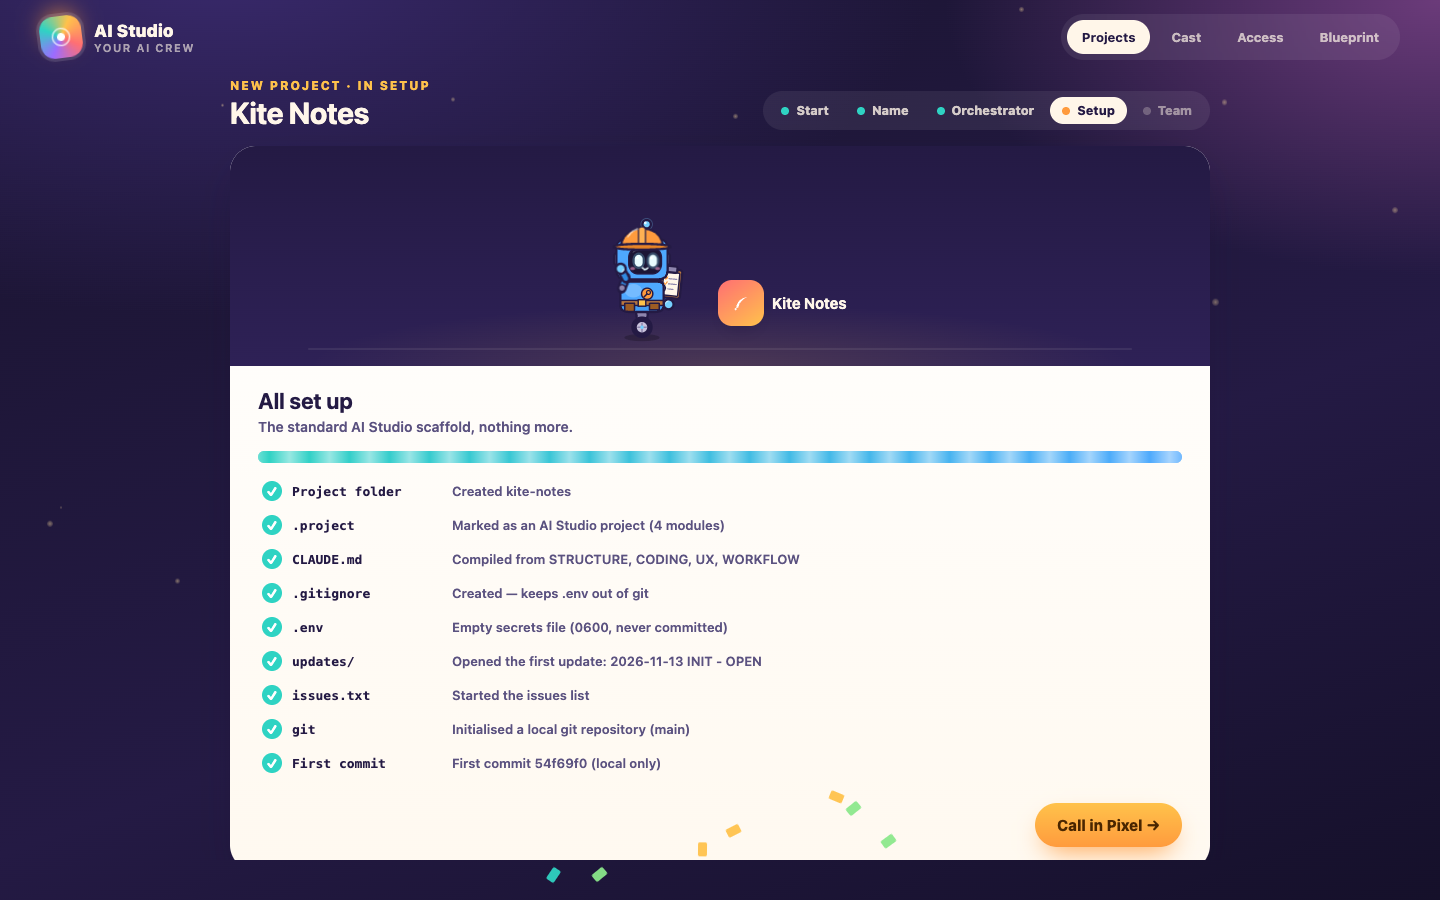 AI Studio
YOUR AI CREW
Projects
Cast
Access
Blueprint
NEW PROJECT · IN SETUP
Kite Notes
Start
Name
Orchestrator
Setup
Team
Kite Notes
All set up
The standard AI Studio scaffold, nothing more.
Project folder Created kite-notes
.project Marked as an AI Studio project (4 modules)
CLAUDE.md Compiled from STRUCTURE, CODING, UX, WORKFLOW
.gitignore Created — keeps .env out of git
.env Empty secrets file (0600, never committed)
updates/ Opened the first update: 2026-11-13 INIT - OPEN
issues.txt Started the issues list
git Initialised a local git repository (main)
First commit First commit 54f69f0 (local only)
Call in Pixel →